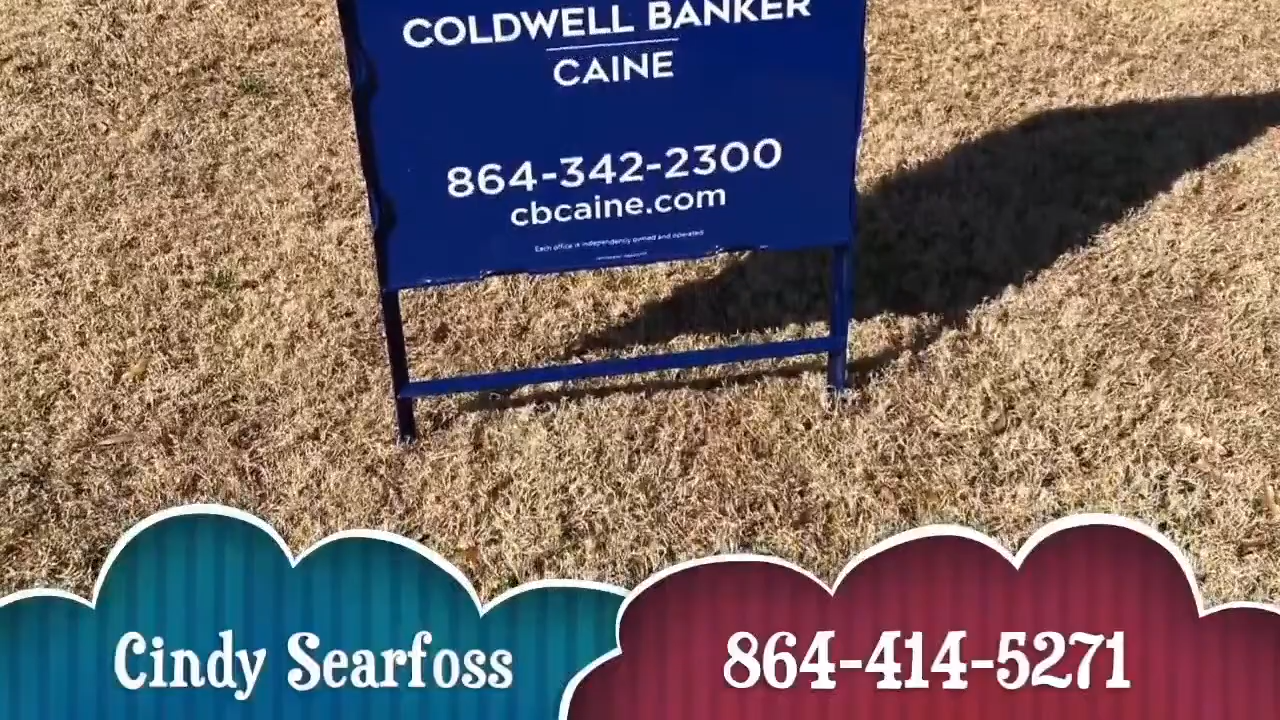 COLDWELL BANKER
CAINE
864-342-2300
cbcaine.com
Each office is independently owned and operated
Cindy Searfoss
864-414-5271